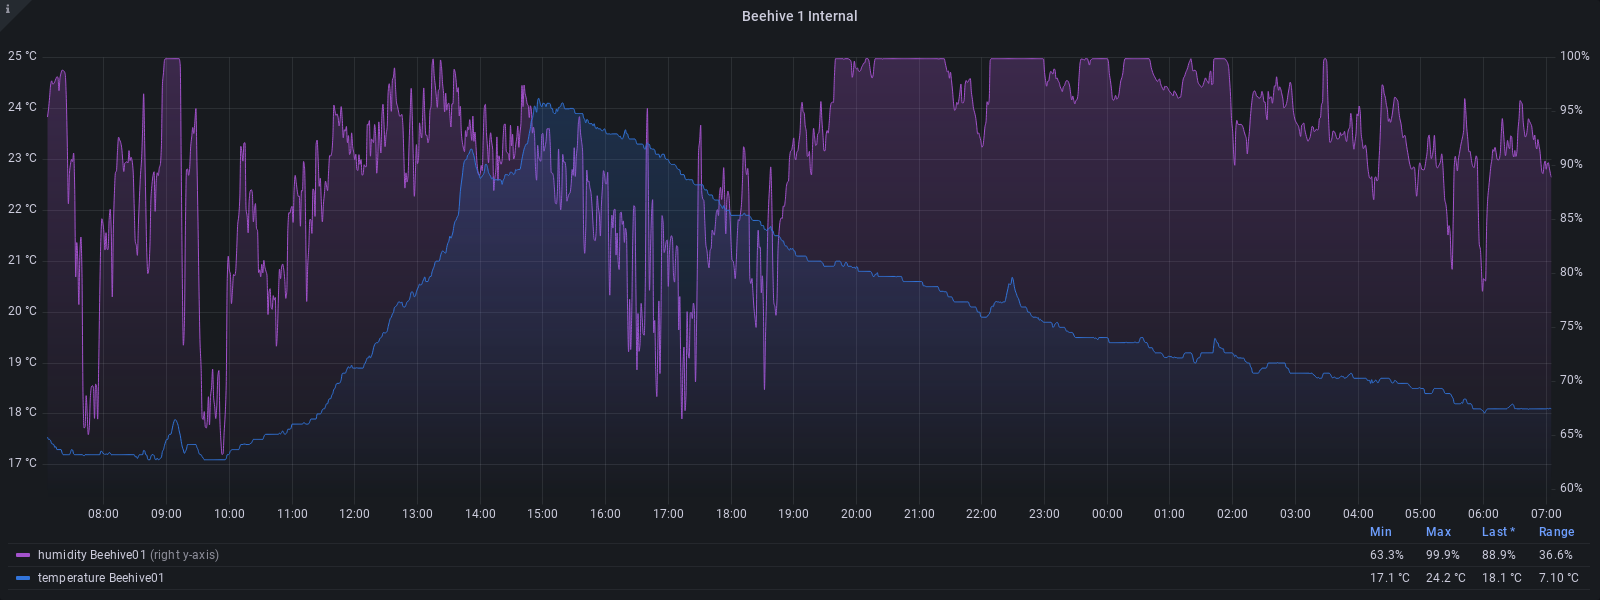 i
Beehive 1 Internal
25 °C 100%
24 °C 95%
23 °C 90%
22 °C 85%
21 °C 80%
20 °C 75%
19 °C 70%
18 °C 65%
17 °C 60%
08:00 09:00 10:00 11:00 12:00 13:00 14:00 15:00 16:00 17:00 18:00 19:00 20:00 21:00 22:00 23:00 00:00 01:00 02:00 03:00 04:00 05:00 06:00 07:00
Min Max Last * Range
humidity Beehive01 (right y-axis) 63.3% 99.9% 88.9% 36.6%
temperature Beehive01 17.1 °C 24.2 °C 18.1 °C 7.10 °C